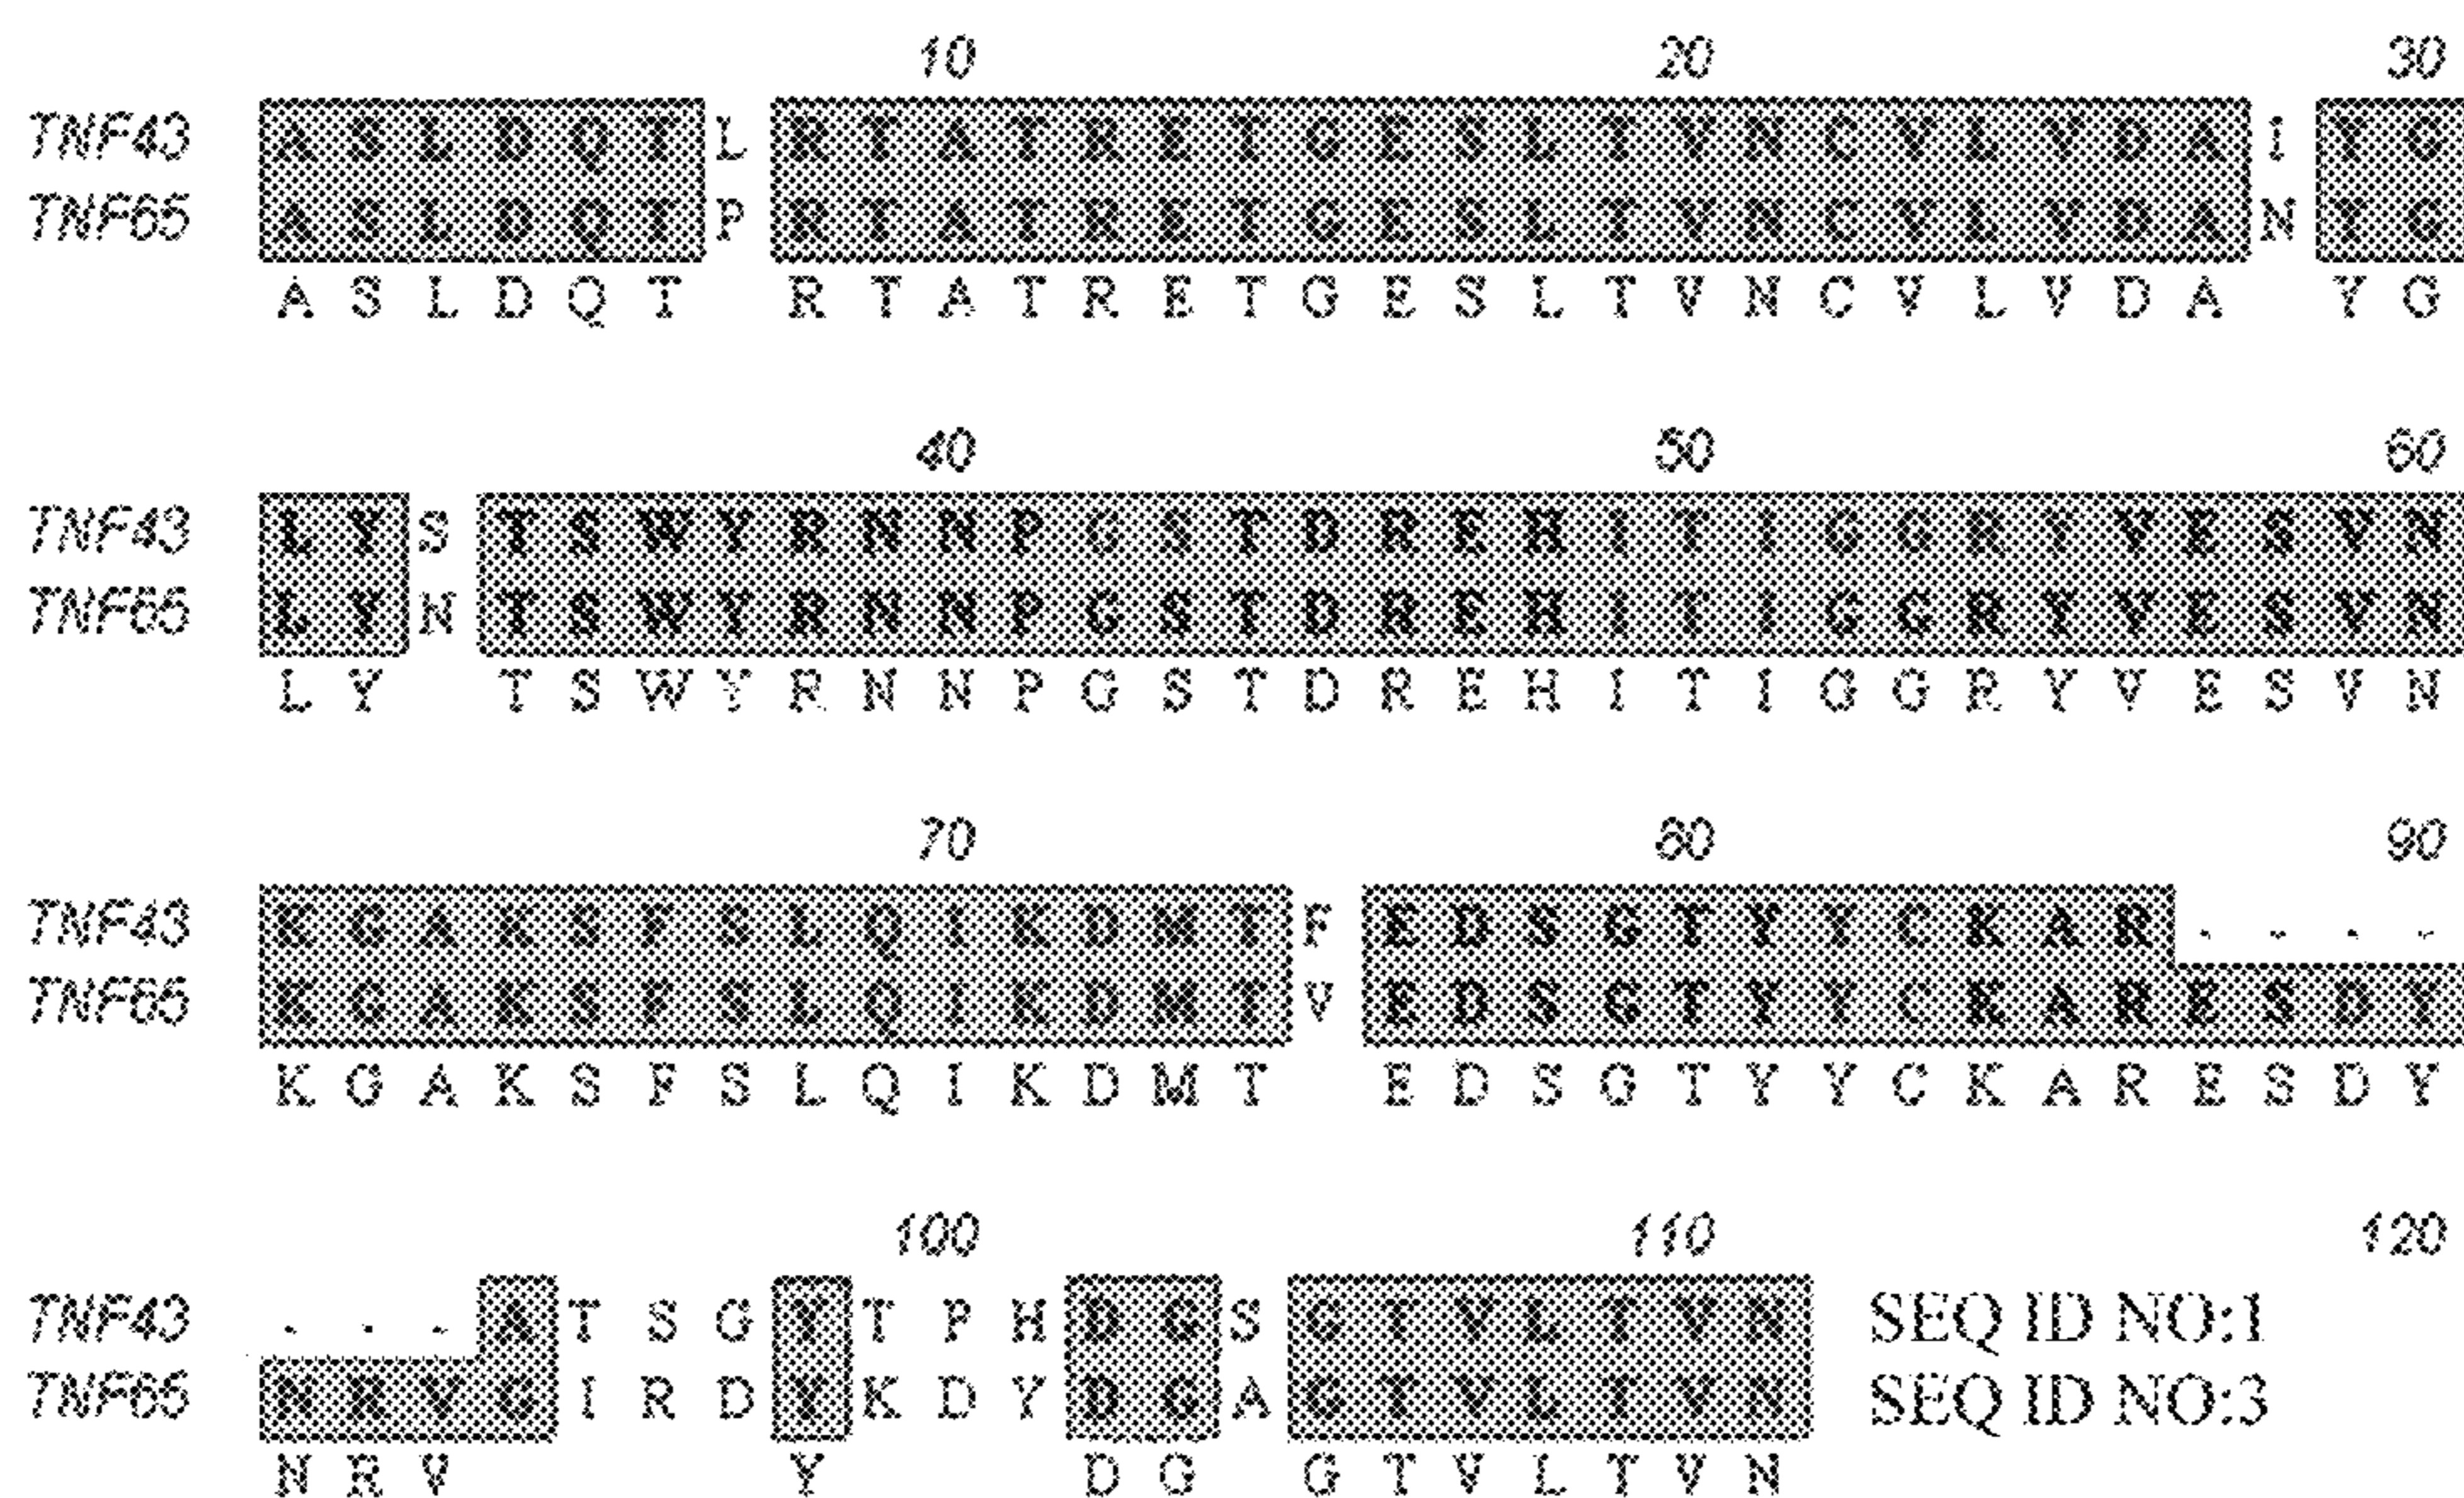 10 20 30
TNF43 A S L D Q T L R T A T R E T G E S L T V N C V L V D A I Y G
TNF65 A S L D Q T P R T A T R E T G E S L T V N C V L V D A N Y G
A S L D Q T R T A T R E T G E S L T V N C V L V D A Y G
40 50 60
TNF43 L Y S T S W Y R N N P G S T D R E H I T I G G R Y V E S V N
TNF65 L Y N T S W Y R N N P G S T D R E H I T I G G R Y V E S V N
L Y T S W Y R N N P G S T D R E H I T I G G R Y V E S V N
70 80 90
TNF43 K G A K S F S L Q I K D M T F E D S G T Y Y C K A R . . . .
TNF65 K G A K S F S L Q I K D M T V E D S G T Y Y C K A R E S D Y
K G A K S F S L Q I K D M T E D S G T Y Y C K A R E S D Y
100 110 120
TNF43 . . . A T S G Y T P H D G S G T V L T V N SEQ ID NO:1
TNF65 N R V G I R D Y K D Y D G A G T V L T V N SEQ ID NO:3
N R V Y D G G T V L T V N